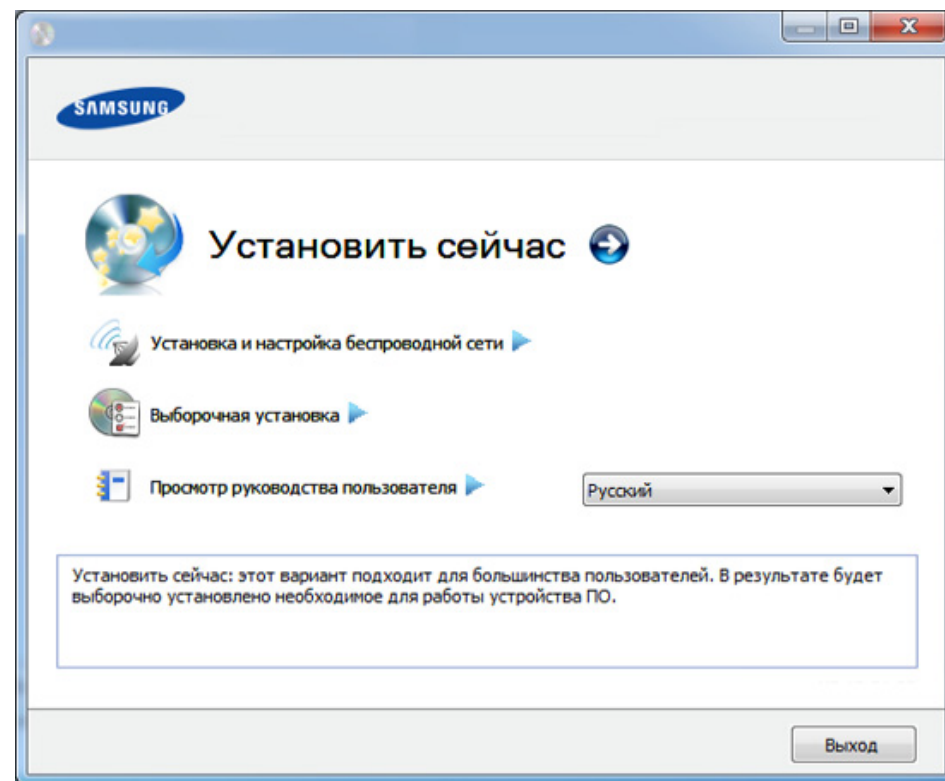 SAMSUNG
Установить сейчас
Установка и настройка беспроводной сети
Выборочная установка
Просмотр руководства пользователя
Русский
Установить сейчас: этот вариант подходит для большинства пользователей. В результате будет
выборочно установлено необходимое для работы устройства ПО.
Выход